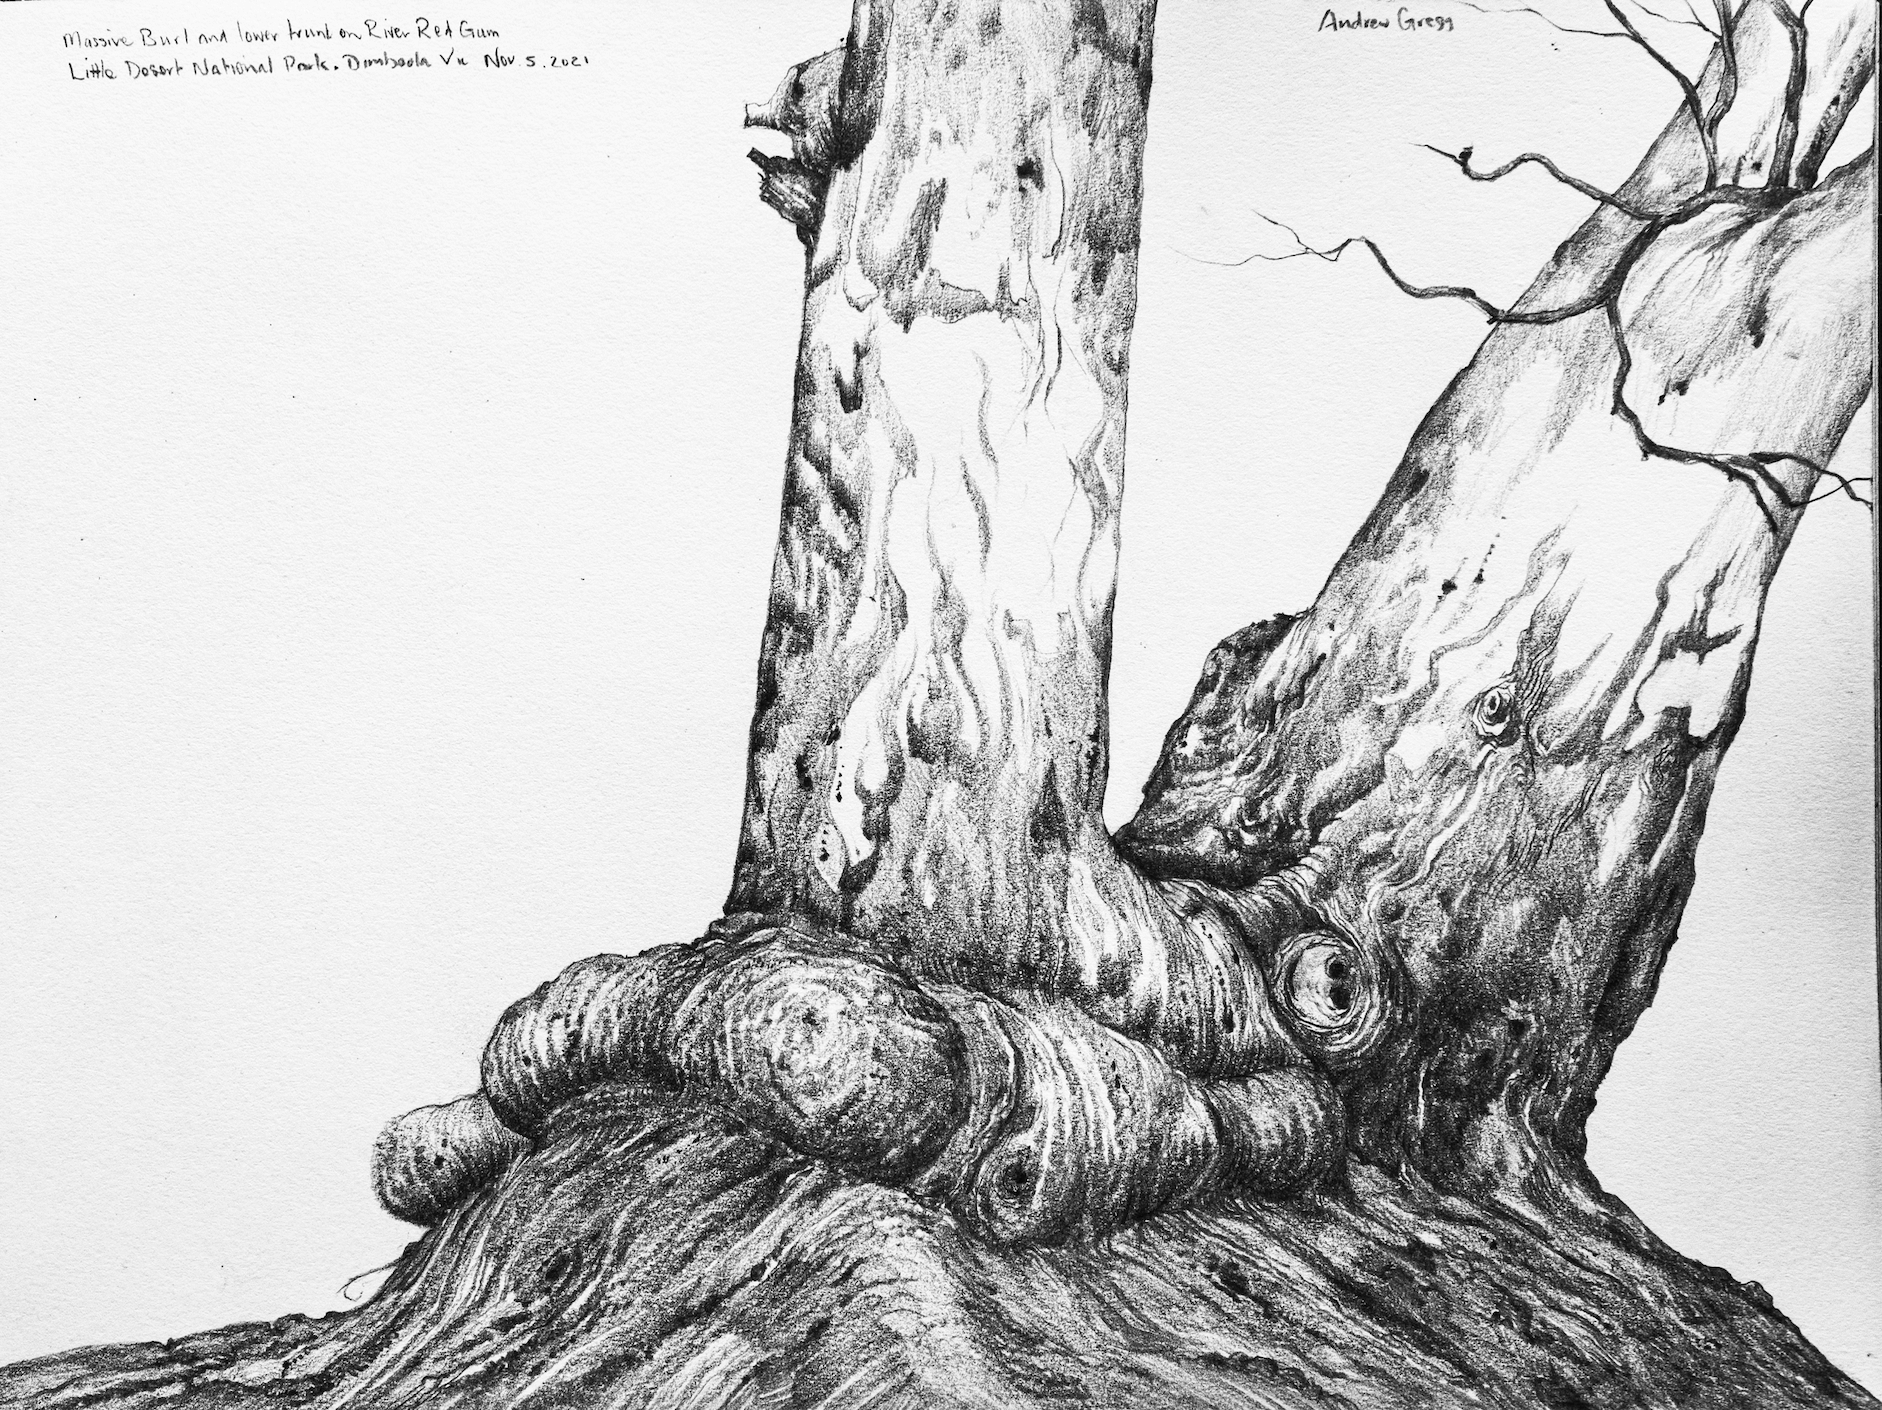 Massive Burl and lower trunk on River Red Gum
Little Desert National Park. Dimboola Vic Nov. 5. 2021
Andrew Gregg